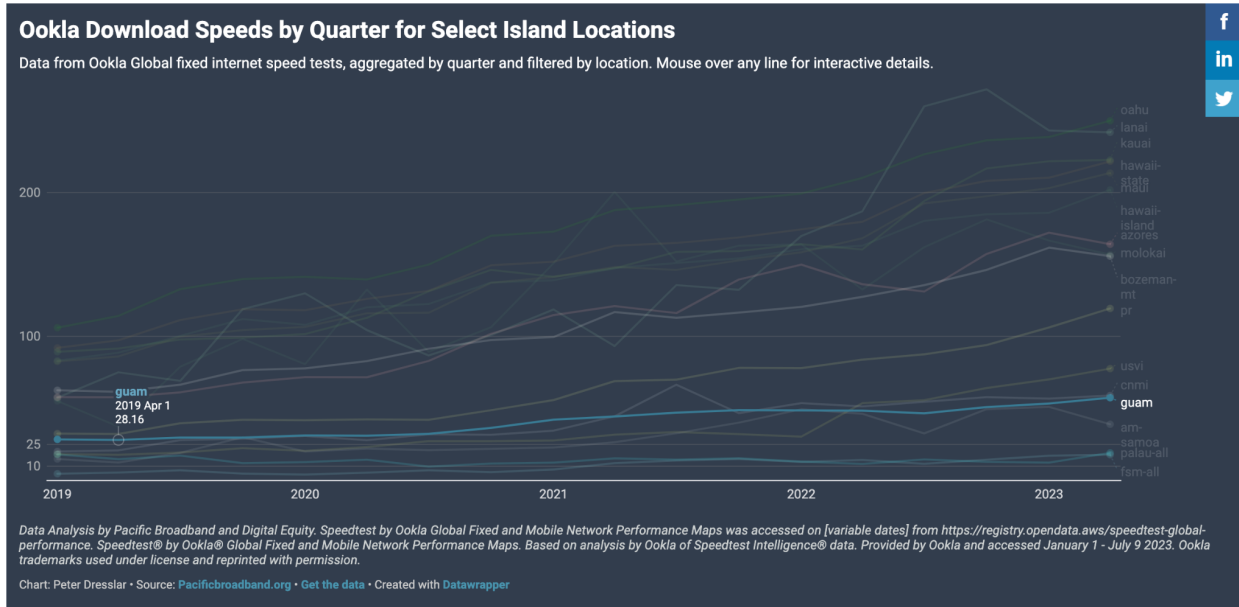 Ookla Download Speeds by Quarter for Select Island Locations
Data from Ookla Global fixed internet speed tests, aggregated by quarter and filtered by location. Mouse over any line for interactive details.
f
in
oahu
lanai
kauai
hawaii-
state
maui
hawaii-
island
azores
molokai
bozeman-
mt
pr
usvi
cnmi
guam
am-
samoa
palau-all
fsm-all
200
100
25
10
guam
2019 Apr 1
28.16
2019
2020
2021
2022
2023
Data Analysis by Pacific Broadband and Digital Equity. Speedtest by Ookla Global Fixed and Mobile Network Performance Maps was accessed on [variable dates] from https://registry.opendata.aws/speedtest-global-
performance. Speedtest® by Ookla® Global Fixed and Mobile Network Performance Maps. Based on analysis by Ookla of Speedtest Intelligence® data. Provided by Ookla and accessed January 1 - July 9 2023. Ookla
trademarks used under license and reprinted with permission.
Chart: Peter Dresslar • Source: Pacificbroadband.org • Get the data • Created with Datawrapper